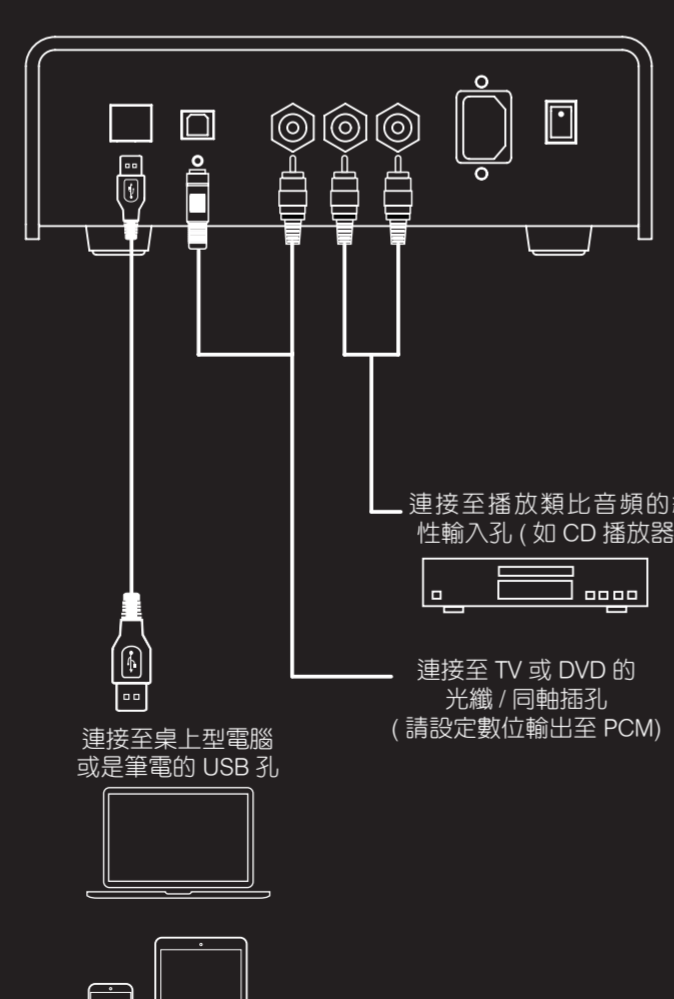 連接至播放類比音頻的
性輸入孔 ( 如 CD 播放器
連接至 TV 或 DVD 的
光纖 / 同軸插孔
( 請設定數位輸出至 PCM)
連接至桌上型電腦
或是筆電的 USB 孔